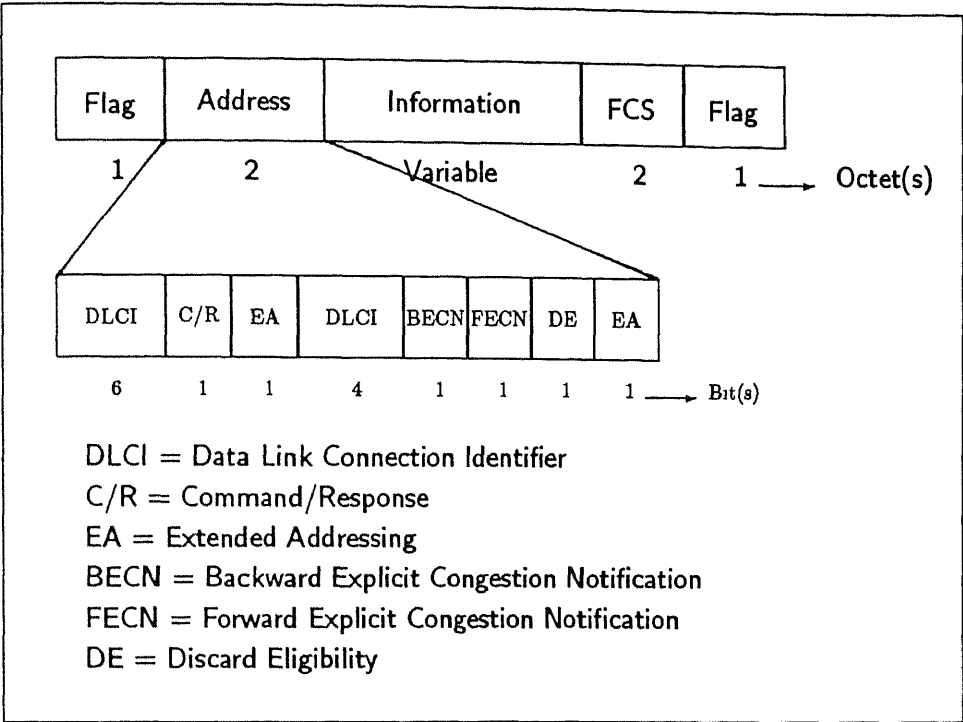 Flag Address Information FCS Flag
1 2 Variable 2 1 Octet(s)
DLCI C/R EA DLCI BECN FECN DE EA
6 1 1 4 1 1 1 1 Bit(s)
DLCI = Data Link Connection Identifier
C/R = Command/Response
EA = Extended Addressing
BECN = Backward Explicit Congestion Notification
FECN = Forward Explicit Congestion Notification
DE = Discard Eligibility